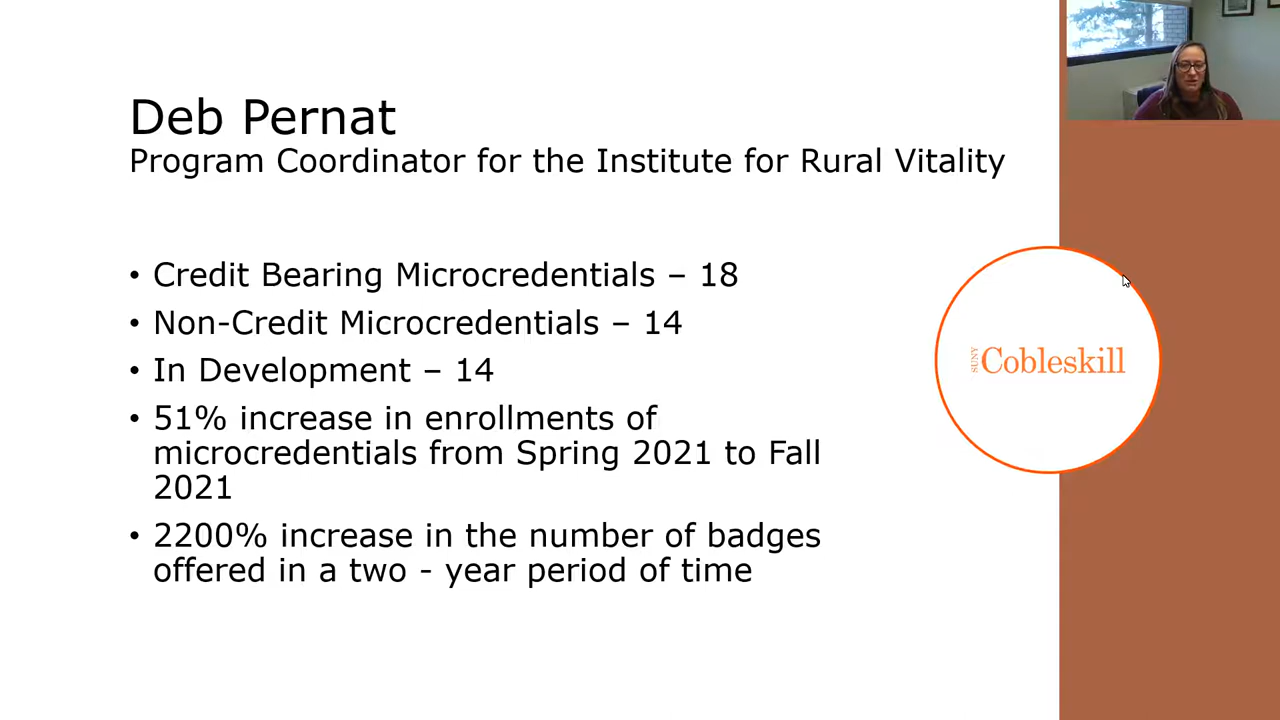 Deb Pernat
Program Coordinator for the Institute for Rural Vitality
• Credit Bearing Microcredentials – 18
• Non-Credit Microcredentials – 14
• In Development – 14
• 51% increase in enrollments of
microcredentials from Spring 2021 to Fall
2021
• 2200% increase in the number of badges
offered in a two - year period of time
SUNY Cobleskill